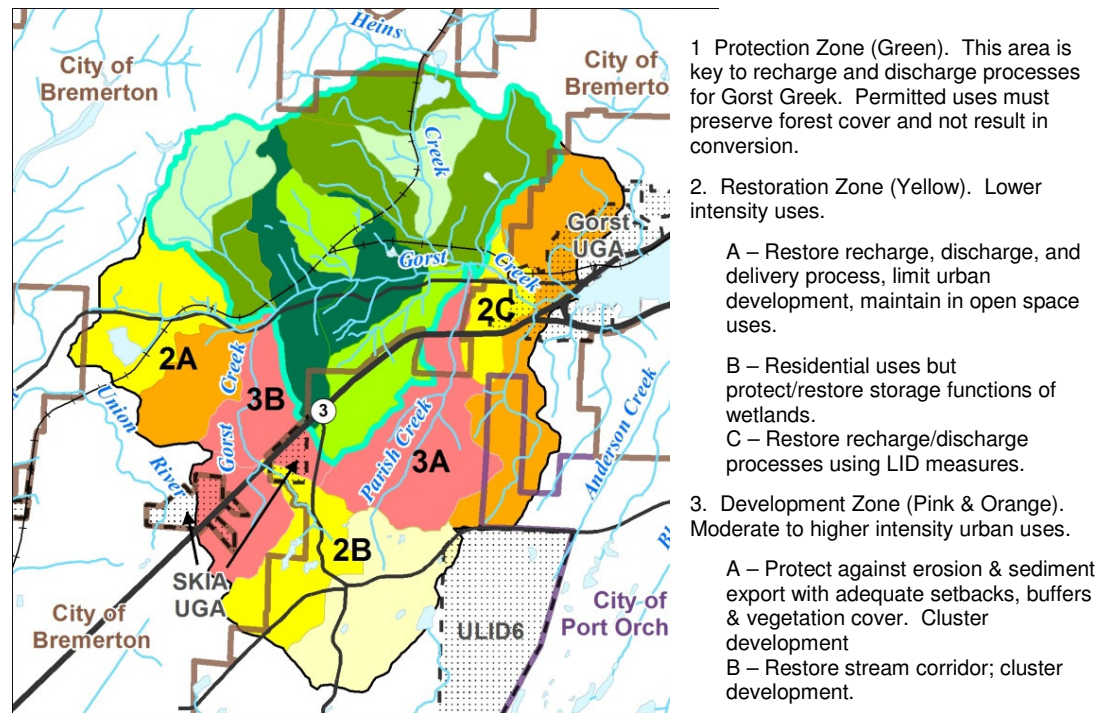 Heins
City of
Bremerton
City of
Bremerto
Creek
Gorst
UGA
Gorst
Creek
2C
2A
Creek
3B
Union
3
Gorst
Parish Creek
3A
Anderson Creek
River
2B
SKIA
UGA
City of
Bremerton
ULID6
City of
Port Orch
1 Protection Zone (Green). This area is
key to recharge and discharge processes
for Gorst Greek. Permitted uses must
preserve forest cover and not result in
conversion.
2. Restoration Zone (Yellow). Lower
intensity uses.
A – Restore recharge, discharge, and
delivery process, limit urban
development, maintain in open space
uses.
B – Residential uses but
protect/restore storage functions of
wetlands.
C – Restore recharge/discharge
processes using LID measures.
3. Development Zone (Pink & Orange).
Moderate to higher intensity urban uses.
A – Protect against erosion & sediment
export with adequate setbacks, buffers
& vegetation cover. Cluster
development
B – Restore stream corridor; cluster
development.